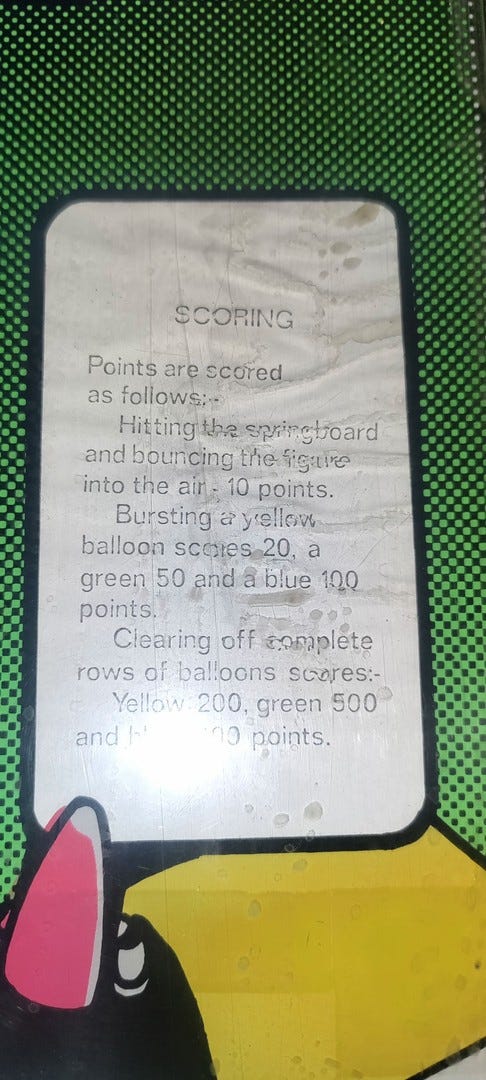 SCORING
Points are scored
as follows:-
Hitting the springboard
and bouncing the figure
into the air - 10 points.
Bursting a yellow
balloon scores 20, a
green 50 and a blue 100
points.
Clearing off complete
rows of balloons scores:-
Yellow 200, green 500
and points.